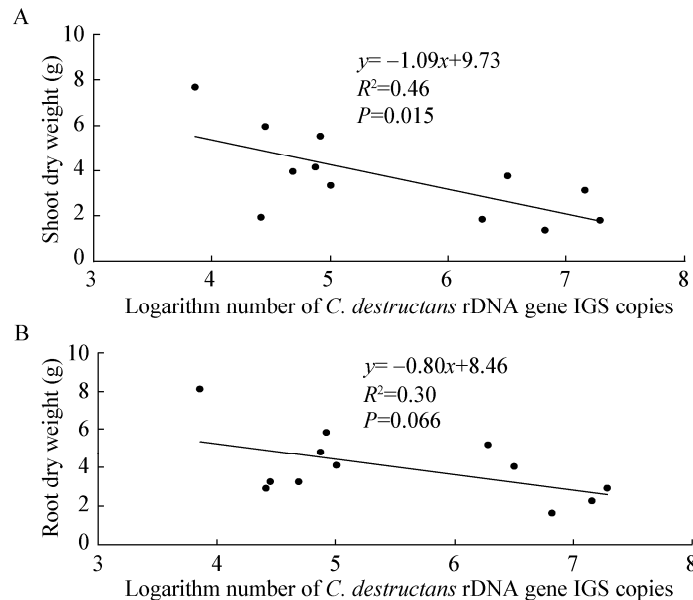 A
10
8
6
4
2
0
Shoot dry weight (g)
y= –1.09x+9.73
R²=0.46
P=0.015
3 4 5 6 7 8
Logarithm number of C. destructans rDNA gene IGS copies
B
10
8
6
4
2
0
Root dry weight (g)
y= –0.80x+8.46
R²=0.30
P=0.066
3 4 5 6 7 8
Logarithm number of C. destructans rDNA gene IGS copies